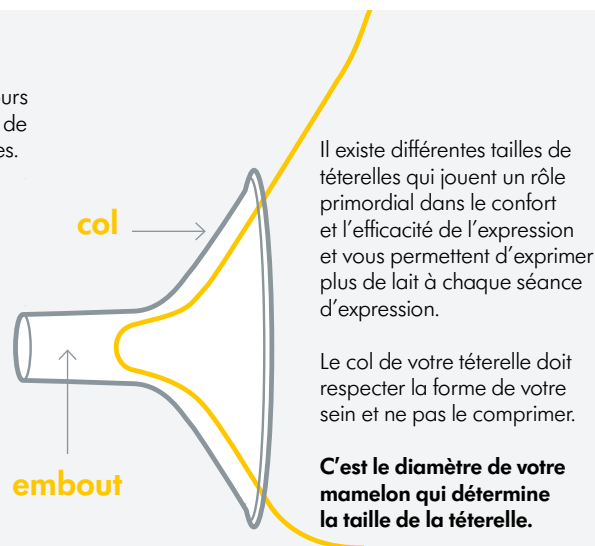 de
col
embout
Il existe différentes tailles de
téterelles qui jouent un rôle
primordial dans le confort
et l’efficacité de l’expression
et vous permettent d’exprimer
plus de lait à chaque séance
d’expression.
Le col de votre téterelle doit
respecter la forme de votre
sein et ne pas le comprimer.
C’est le diamètre de votre
mamelon qui détermine
la taille de la téterelle.